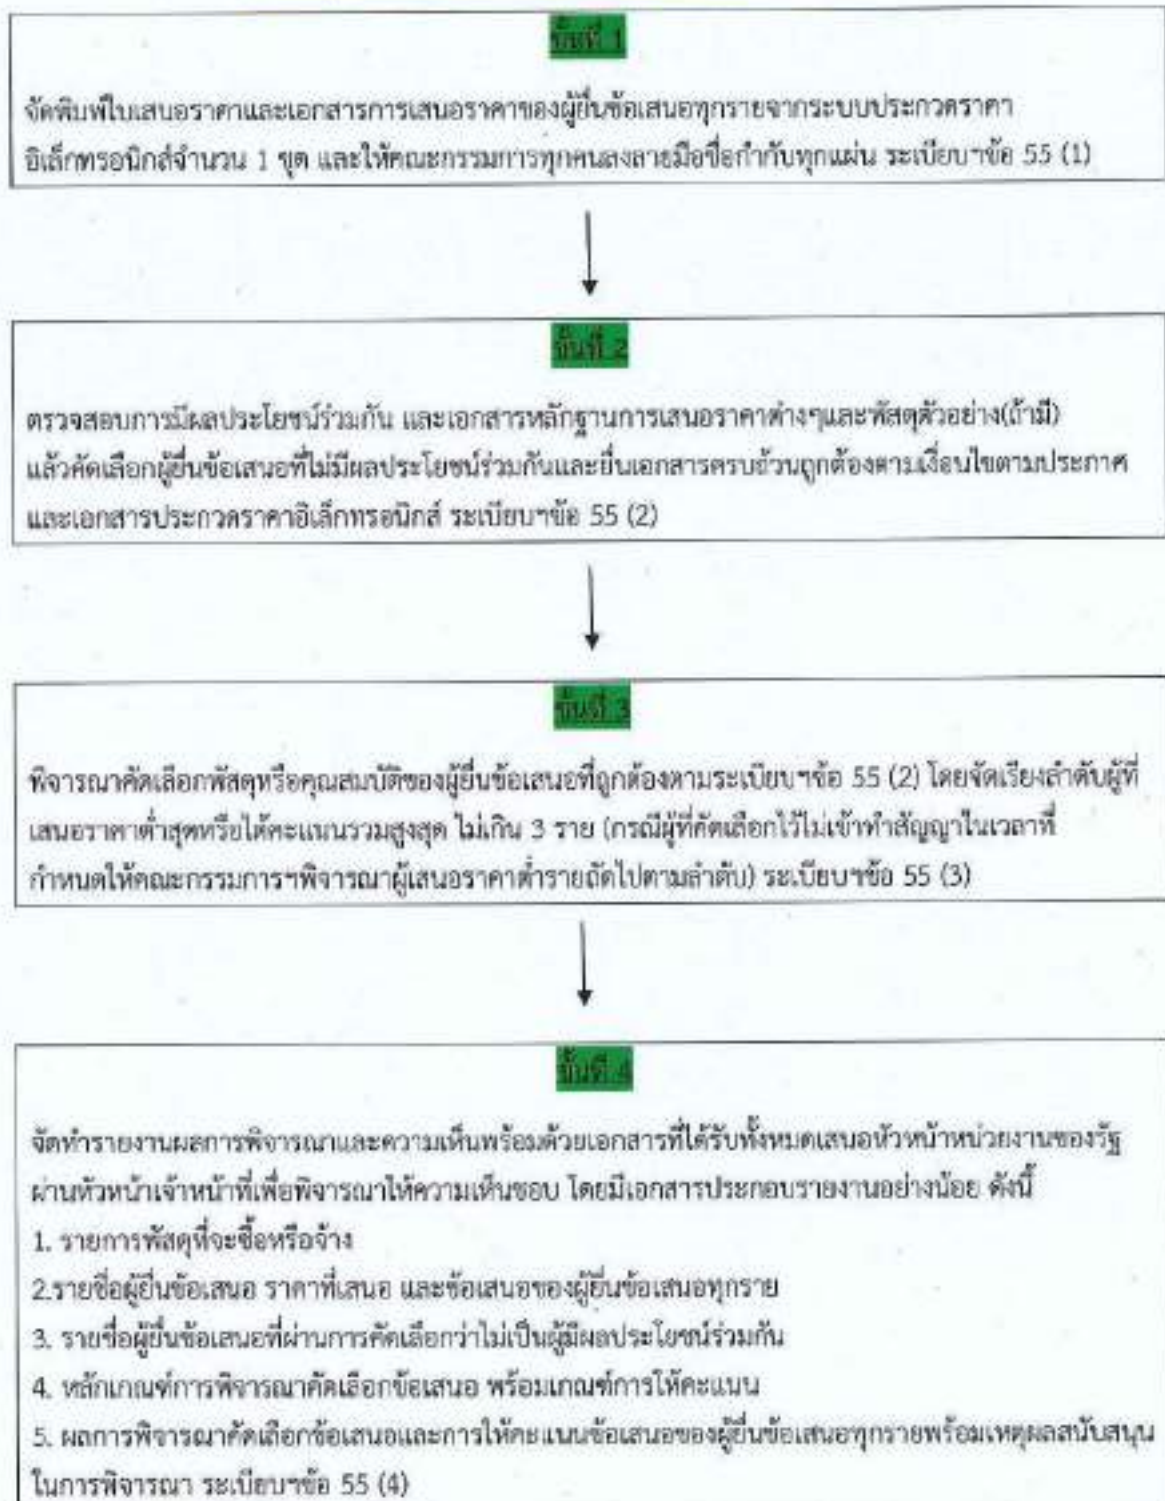 ขั้นที่ 1
จัดพิมพ์ใบเสนอราคาและเอกสารการเสนอราคาของผู้ยื่นข้อเสนอทุกรายจากระบบประกวดราคา
อิเล็กทรอนิกส์จำนวน 1 ชุด และให้คณะกรรมการทุกคนลงลายมือชื่อกำกับทุกแผ่น ระเบียบฯข้อ 55 (1)
ขั้นที่ 2
ตรวจสอบการมีผลประโยชน์ร่วมกัน และเอกสารหลักฐานการเสนอราคาต่างๆและพัสดุตัวอย่าง(ถ้ามี)
แล้วคัดเลือกผู้ยื่นข้อเสนอที่ไม่มีผลประโยชน์ร่วมกันและยื่นเอกสารครบถ้วนถูกต้องตามเงื่อนไขตามประกาศ
และเอกสารประกวดราคาอิเล็กทรอนิกส์ ระเบียบฯข้อ 55 (2)
ขั้นที่ 3
พิจารณาคัดเลือกพัสดุหรือคุณสมบัติของผู้ยื่นข้อเสนอที่ถูกต้องตามระเบียบฯข้อ 55 (2) โดยจัดเรียงลำดับผู้ที่
เสนอราคาต่ำสุดหรือได้คะแนนรวมสูงสุด ไม่เกิน 3 ราย (กรณีผู้ที่คัดเลือกไว้ไม่เข้าทำสัญญาในเวลาที่
กำหนดให้คณะกรรมการฯพิจารณาผู้เสนอราคาต่ำรายถัดไปตามลำดับ) ระเบียบฯข้อ 55 (3)
ขั้นที่ 4
จัดทำรายงานผลการพิจารณาและความเห็นพร้อมด้วยเอกสารที่ได้รับทั้งหมดเสนอหัวหน้าหน่วยงานของรัฐ
ผ่านหัวหน้าเจ้าหน้าที่เพื่อพิจารณาให้ความเห็นชอบ โดยมีเอกสารประกอบรายงานอย่างน้อย ดังนี้
1. รายการพัสดุที่จะซื้อหรือจ้าง
2.รายชื่อผู้ยื่นข้อเสนอ ราคาที่เสนอ และข้อเสนอของผู้ยื่นข้อเสนอทุกราย
3. รายชื่อผู้ยื่นข้อเสนอที่ผ่านการคัดเลือกว่าไม่เป็นผู้มีผลประโยชน์ร่วมกัน
4. หลักเกณฑ์การพิจารณาคัดเลือกข้อเสนอ พร้อมเกณฑ์การให้คะแนน
5. ผลการพิจารณาคัดเลือกข้อเสนอและการให้คะแนนข้อเสนอของผู้ยื่นข้อเสนอทุกรายพร้อมเหตุผลสนับสนุน
ในการพิจารณา ระเบียบฯข้อ 55 (4)